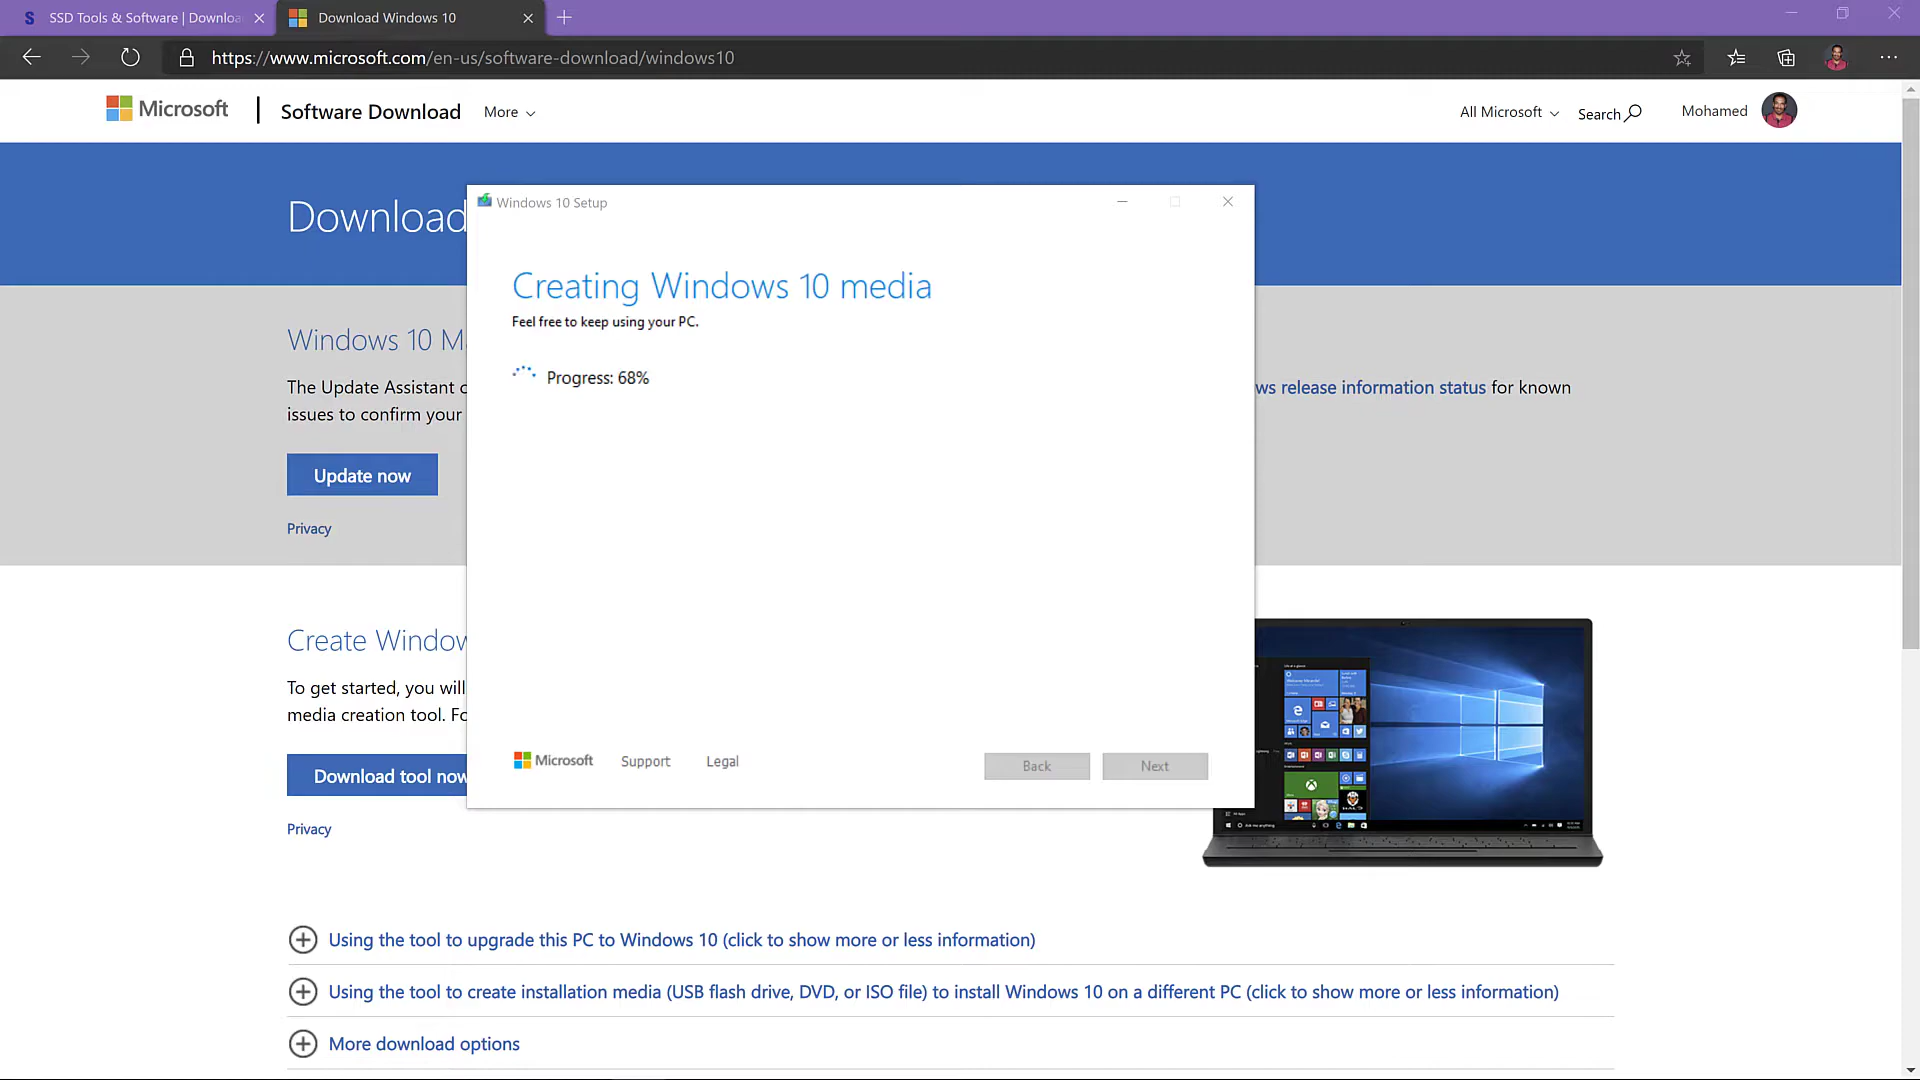 S SSD Tools & Software | Downloa
Download Windows 10
https://www.microsoft.com/en-us/software-download/windows10
Microsoft
Software Download
More
All Microsoft
Search
Mohamed
Download
Windows 10 Setup
Creating Windows 10 media
Feel free to keep using your PC.
Progress: 68%
Windows 10 Ma
The Update Assistant c
ws release information status for known
issues to confirm your
Update now
Privacy
Create Window
To get started, you will
media creation tool. Fo
Microsoft
Support
Legal
Back
Next
Download tool now
Privacy
Using the tool to upgrade this PC to Windows 10 (click to show more or less information)
Using the tool to create installation media (USB flash drive, DVD, or ISO file) to install Windows 10 on a different PC (click to show more or less information)
More download options